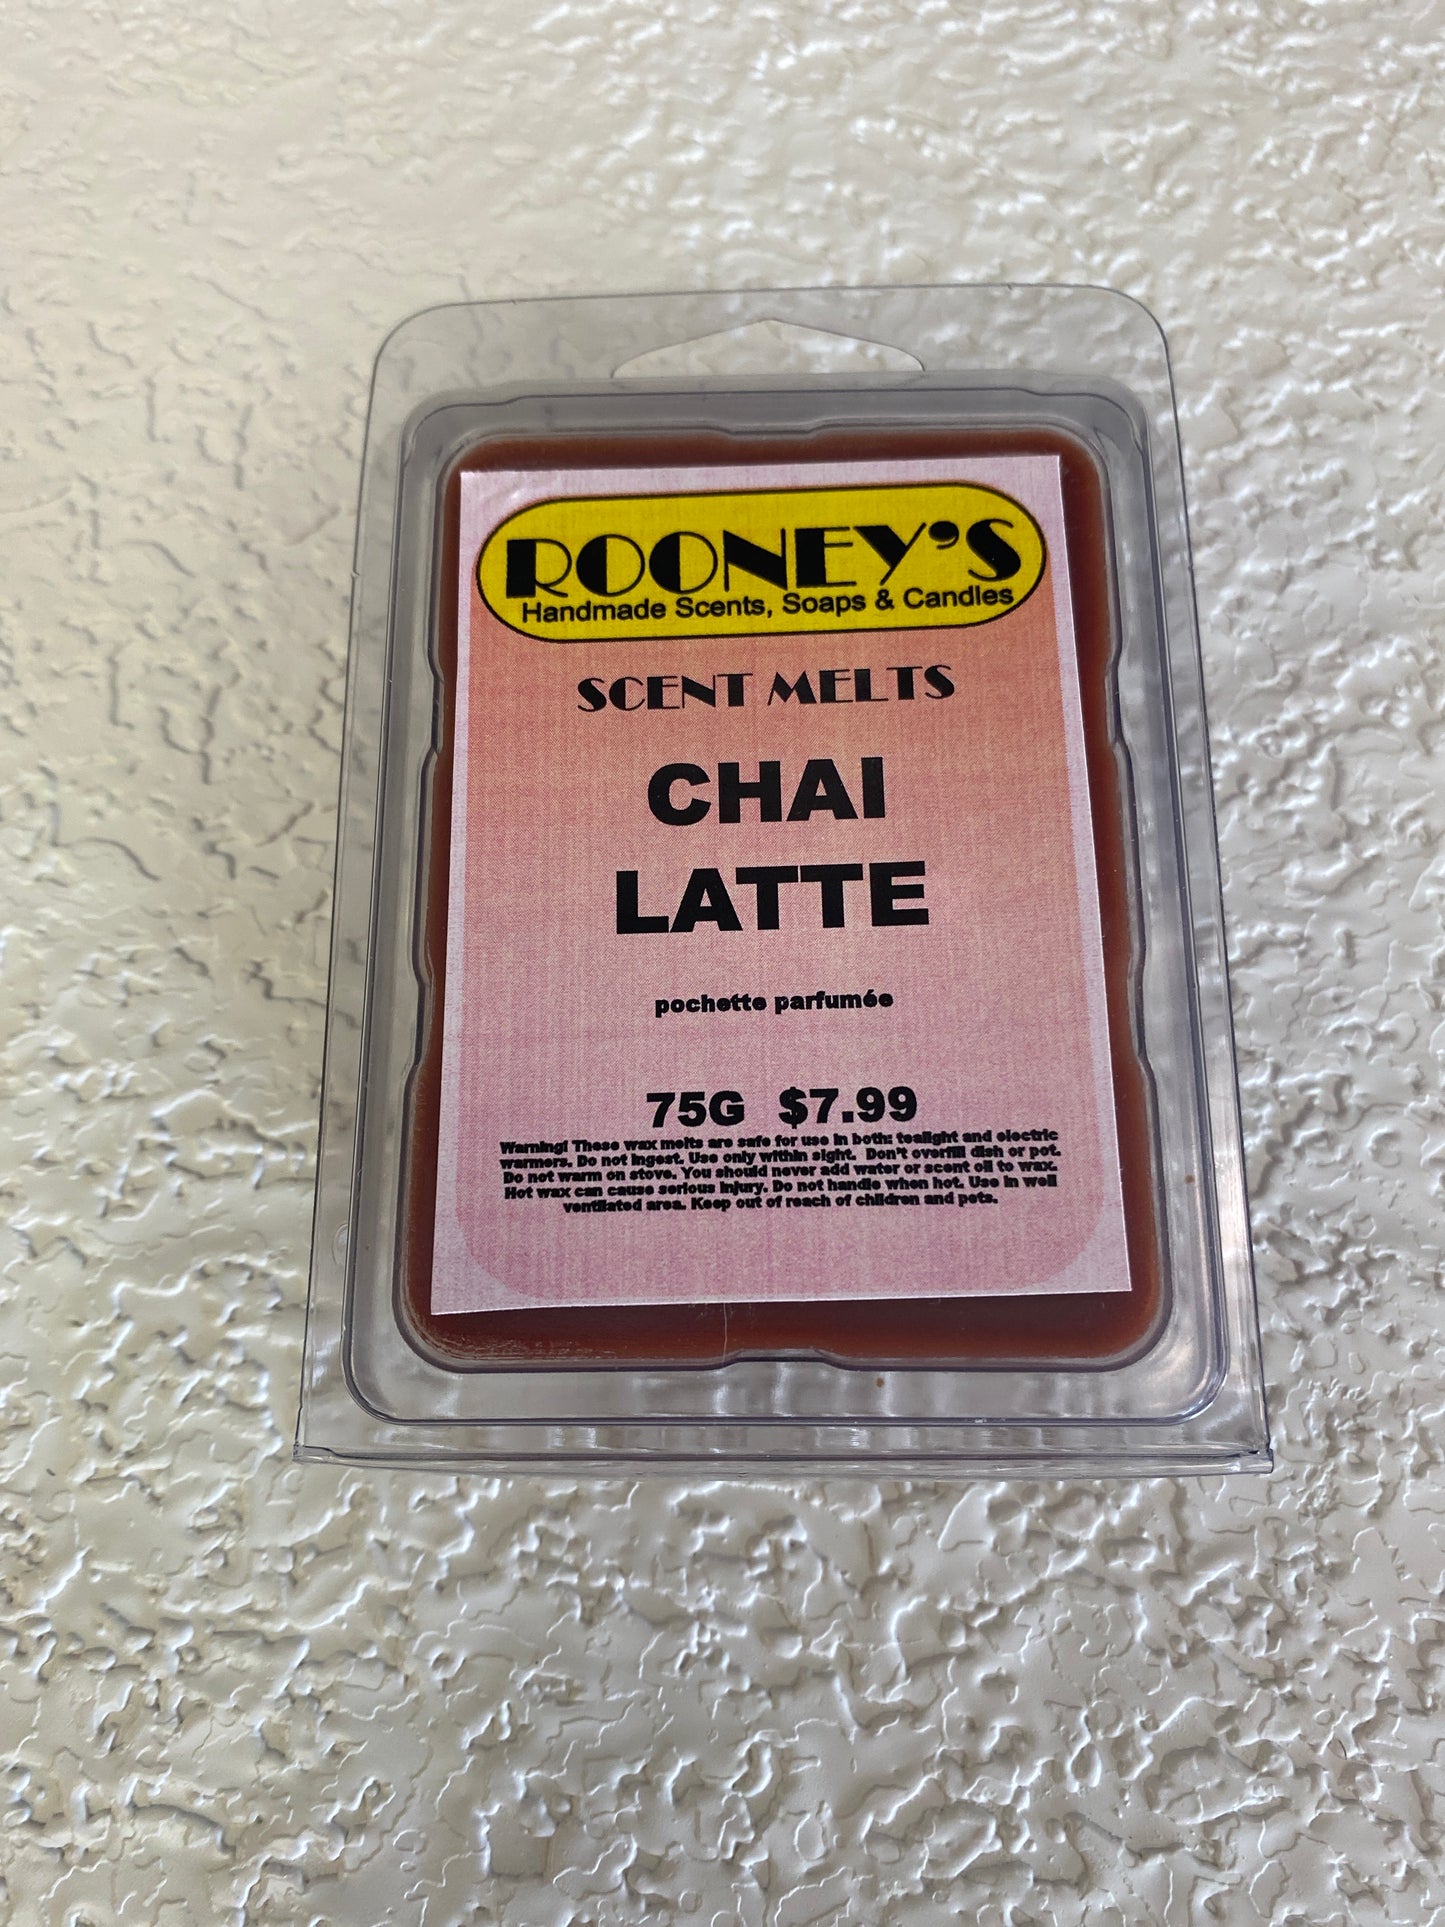 ROONEY'S
Handmade Scents, Soaps & Candles
SCENT MELTS
CHAI
LATTE
pochette parfumée
75G $7.99
Warning! These wax melts are safe for use in both: tealight and electric
warmers. Do not ingest. Use only within sight. Don't overfill dish or pot.
Do not warm on stove. You should never add water or scent oil to wax.
Hot wax can cause serious injury. Do not handle when hot. Use in well
ventilated area. Keep out of reach of children and pets.